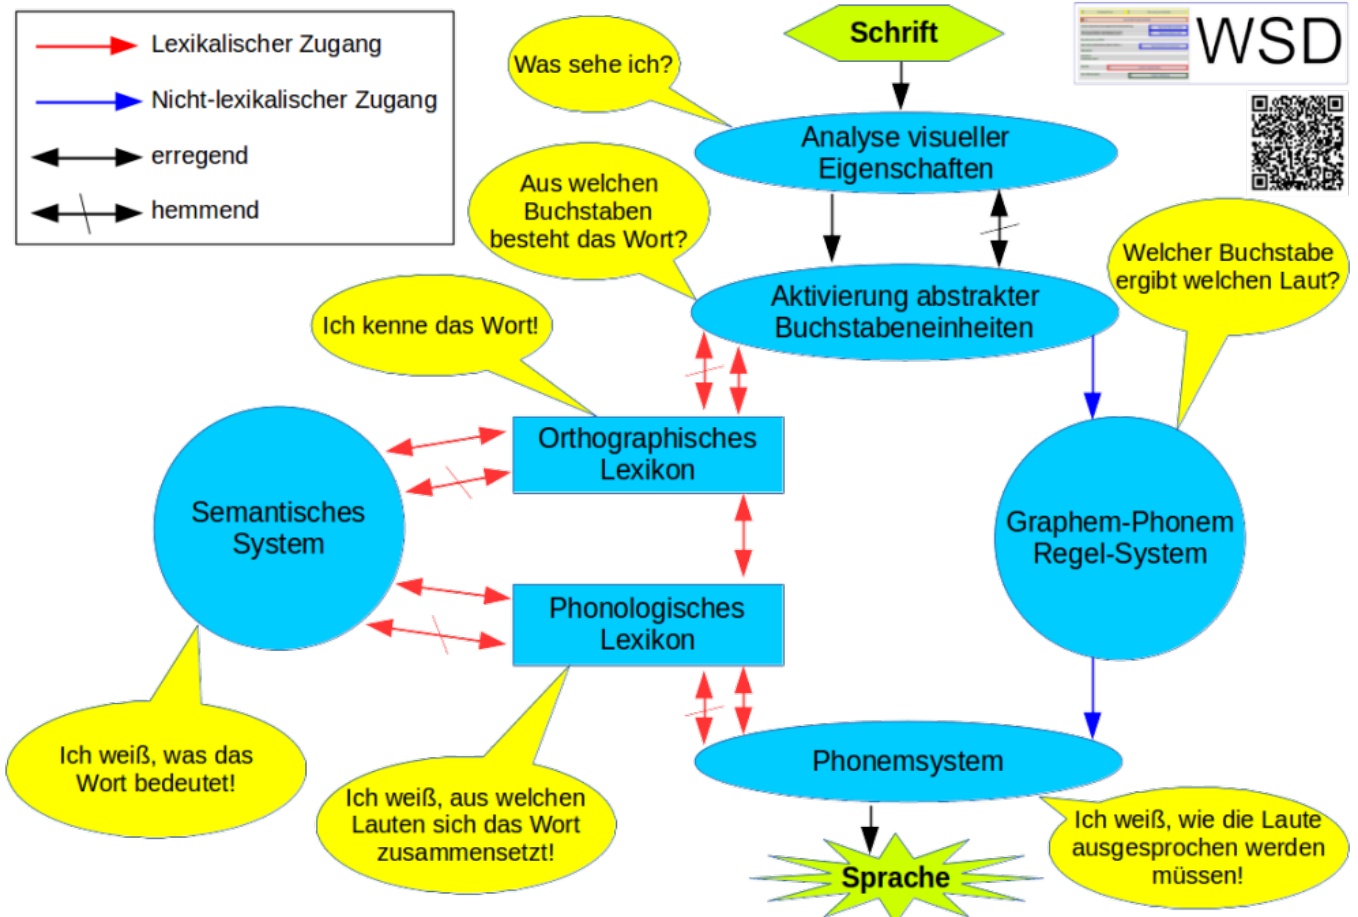 Lexikalischer Zugang
Nicht-lexikalischer Zugang
erregend
hemmend
Schrift
WSD
Was sehe ich?
Analyse visueller
Eigenschaften
Aus welchen
Buchstaben
besteht das Wort?
Welcher Buchstabe
ergibt welchen Laut?
Aktivierung abstrakter
Buchstabeneinheiten
Ich kenne das Wort!
Orthographisches
Lexikon
Semantisches
System
Graphem-Phonem
Regel-System
Phonologisches
Lexikon
Ich weiß, was das
Wort bedeutet!
Ich weiß, aus welchen
Lauten sich das Wort
zusammensetzt!
Phonemsystem
Ich weiß, wie die Laute
ausgesprochen werden
müssen!
Sprache